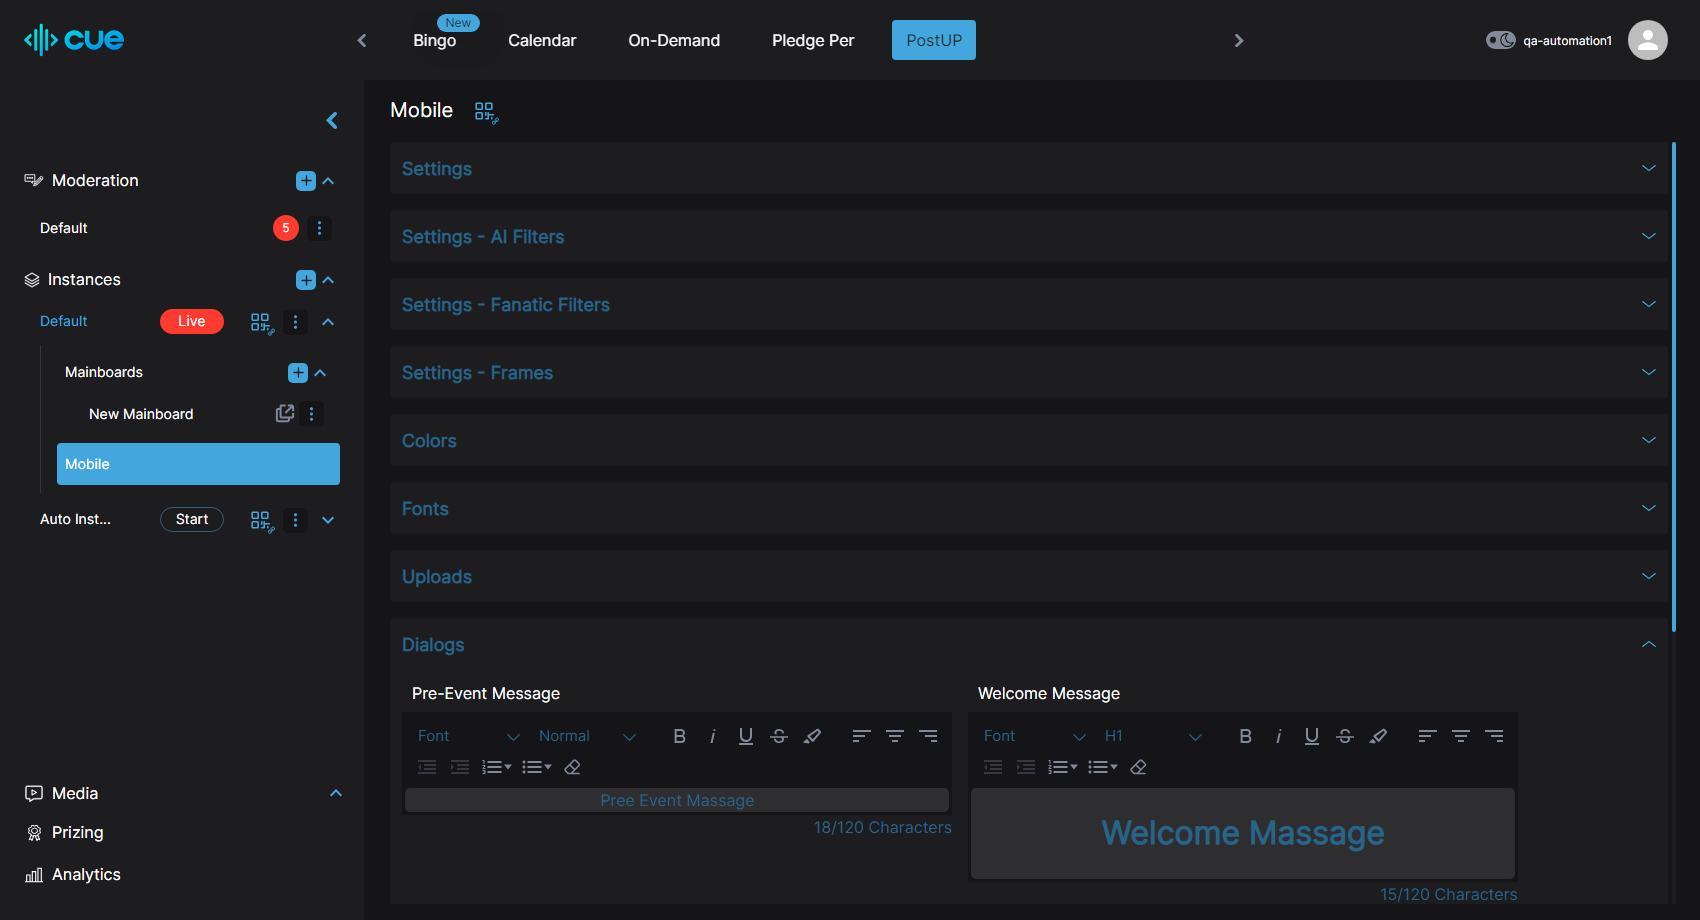 cue
New
Bingo
Calendar
On-Demand
Pledge Per
PostUP
qa-automation1
Moderation
Default
5
Instances
Default
Live
Mainboards
New Mainboard
Mobile
Auto Inst...
Start
Media
Prizing
Analytics
Mobile
Settings
Settings - AI Filters
Settings - Fanatic Filters
Settings - Frames
Colors
Fonts
Uploads
Dialogs
Pre-Event Message
Font
Normal
B
i
U
S
Pree Event Massage
18/120 Characters
Welcome Message
Font
H1
B
i
U
S
Welcome Massage
15/120 Characters